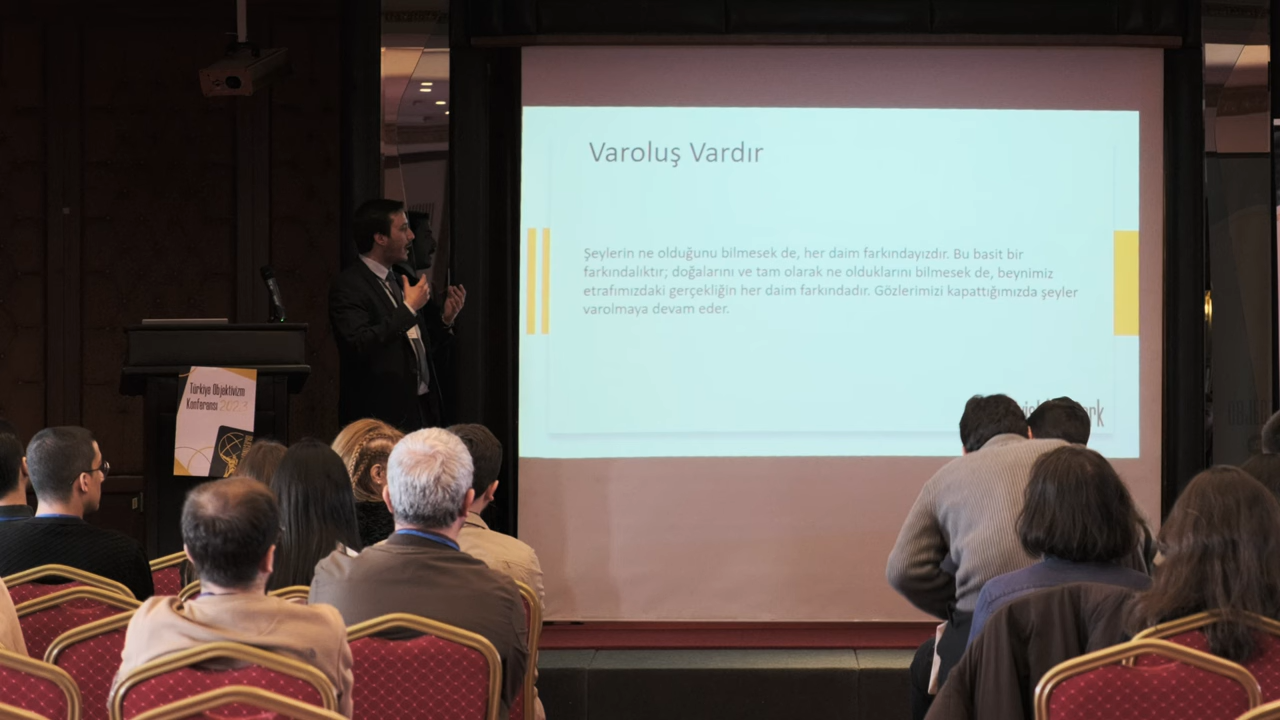 Varoluş Vardır
Şeylerin ne olduğunu bilmesek de, her daim farkındayızdır. Bu basit bir
farkındalıktır; doğalarını ve tam olarak ne olduklarını bilmesek de, beynimiz
etrafımızdaki gerçekliğin her daim farkındadır. Gözlerimizi kapattığımızda şeyler
varolmaya devam eder.
Türkiye Objektivizm
Konferansı 2023